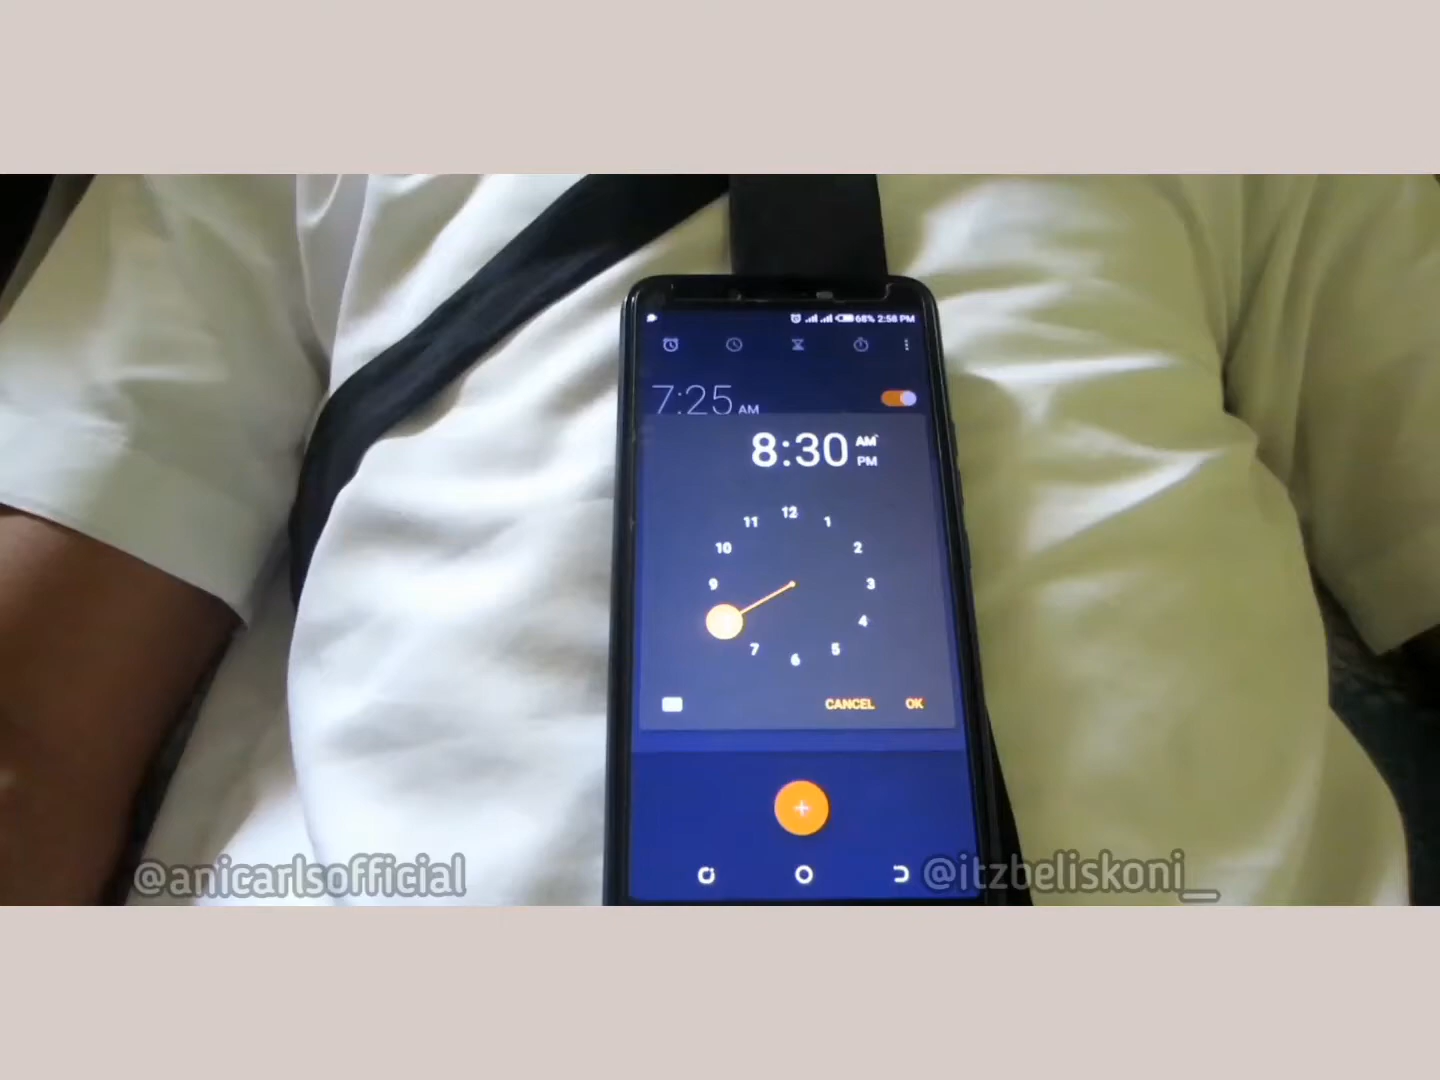 68% 2:58 PM
7:25 AM
8:30 AM
PM
12
11 1
10 2
9 3
4
7 5
6
CANCEL OK
@anicarlsofficial
@itzbeliskoni_